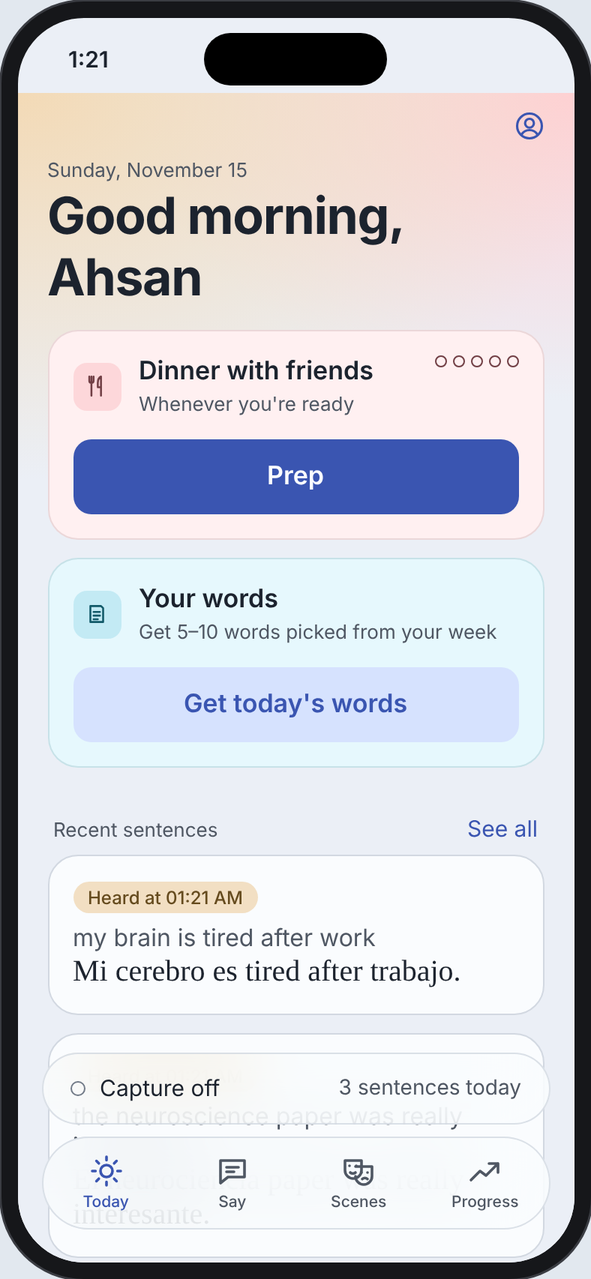 1:21
Sunday, November 15
Good morning,
Ahsan
Dinner with friends
Whenever you're ready
Prep
Your words
Get 5–10 words picked from your week
Get today's words
Recent sentences
See all
Heard at 01:21 AM
my brain is tired after work
Mi cerebro es tired after trabajo.
Capture off
3 sentences today
the neuroscience paper was really
paper was really
interesante.
Today
Say
Scenes
Progress